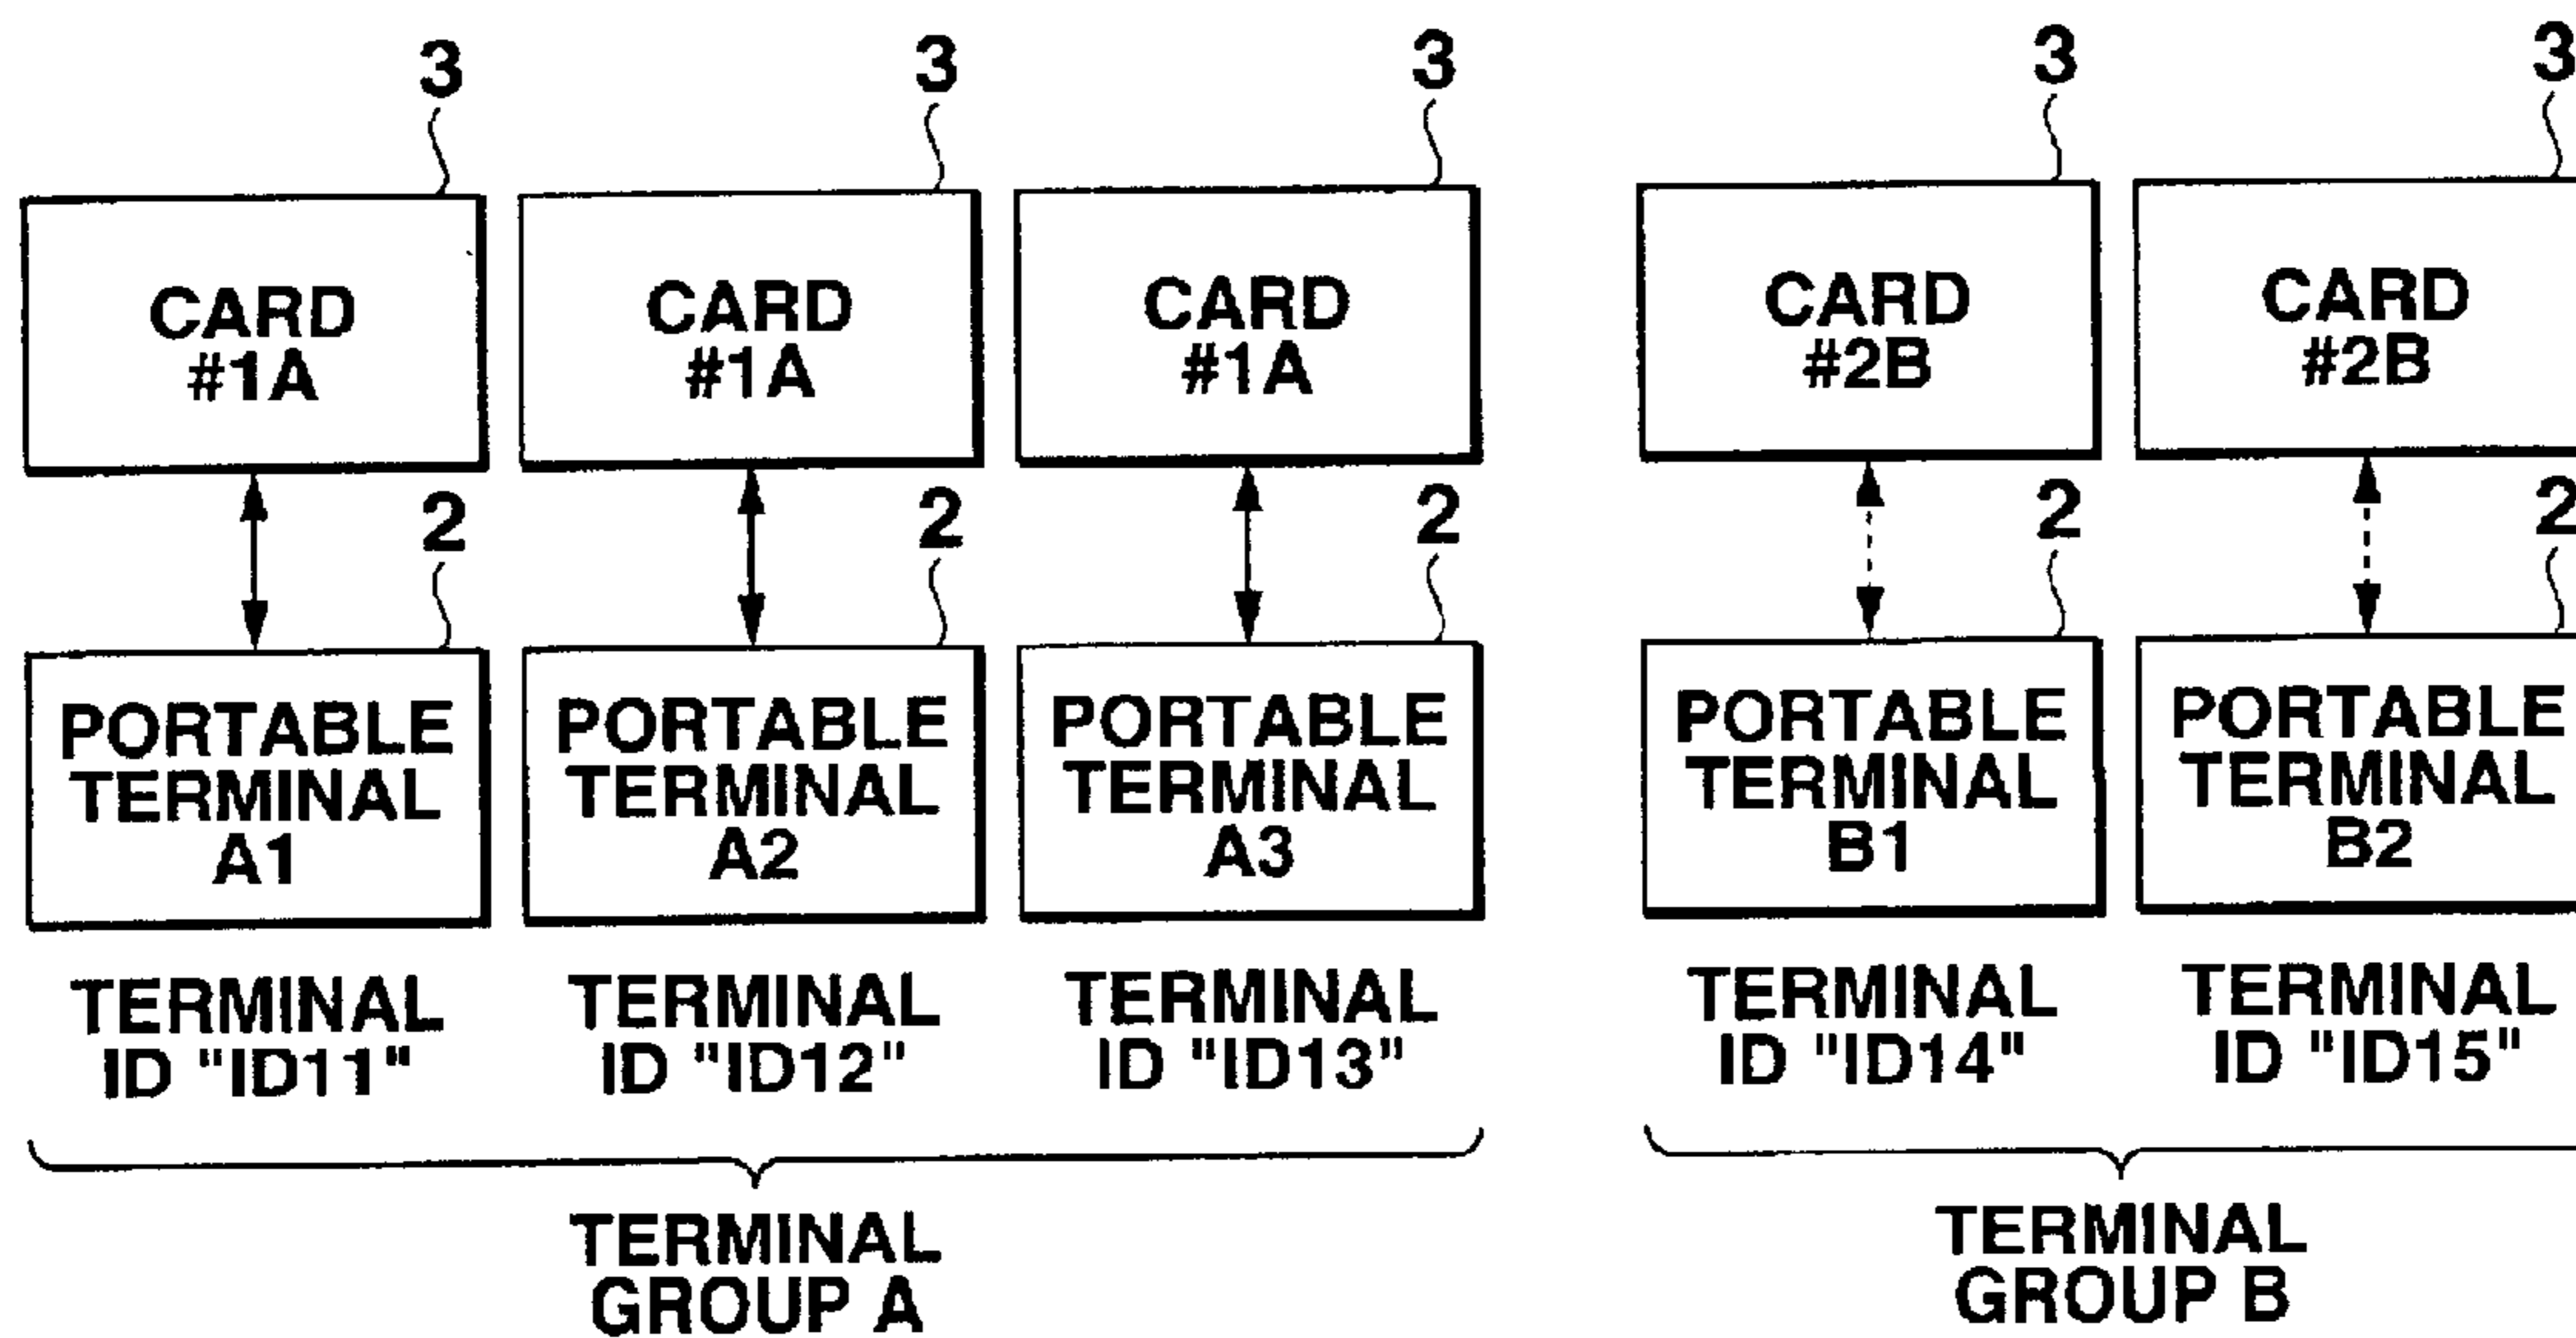 3 3 3 3 3
CARD CARD CARD CARD CARD
#1A #1A #1A #2B #2B
2 2 2 2 2
PORTABLE PORTABLE PORTABLE PORTABLE PORTABLE
TERMINAL TERMINAL TERMINAL TERMINAL TERMINAL
A1 A2 A3 B1 B2
TERMINAL TERMINAL TERMINAL TERMINAL TERMINAL
ID "ID11" ID "ID12" ID "ID13" ID "ID14" ID "ID15"
TERMINAL TERMINAL
GROUP A GROUP B